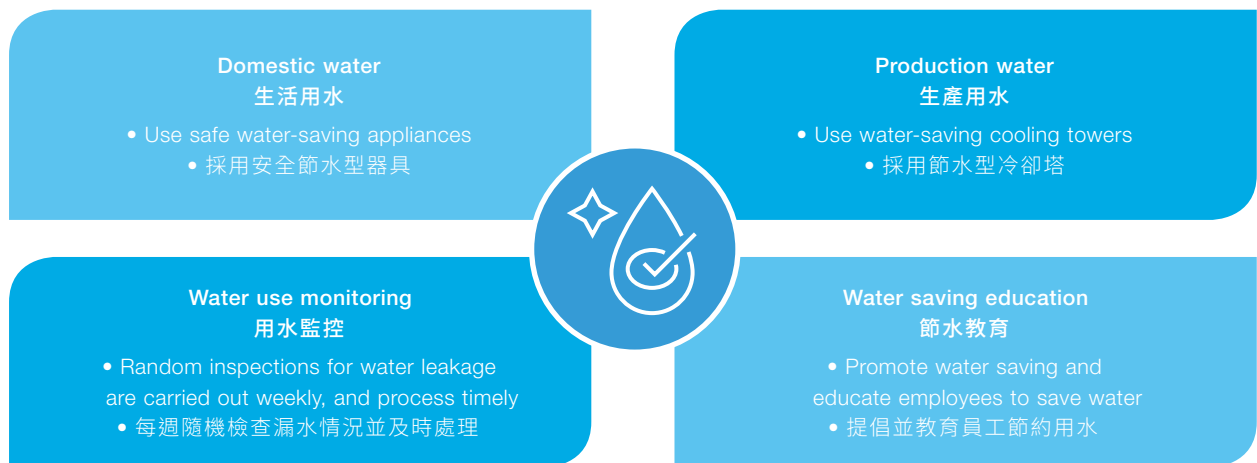 Domestic water
生活用水
• Use safe water-saving appliances
• 採用安全節水型器具
Production water
生產用水
• Use water-saving cooling towers
• 採用節水型冷卻塔
Water use monitoring
用水監控
• Random inspections for water leakage
are carried out weekly, and process timely
• 每週隨機檢查漏水情況並及時處理
Water saving education
節水教育
• Promote water saving and
educate employees to save water
• 提倡並教育員工節約用水